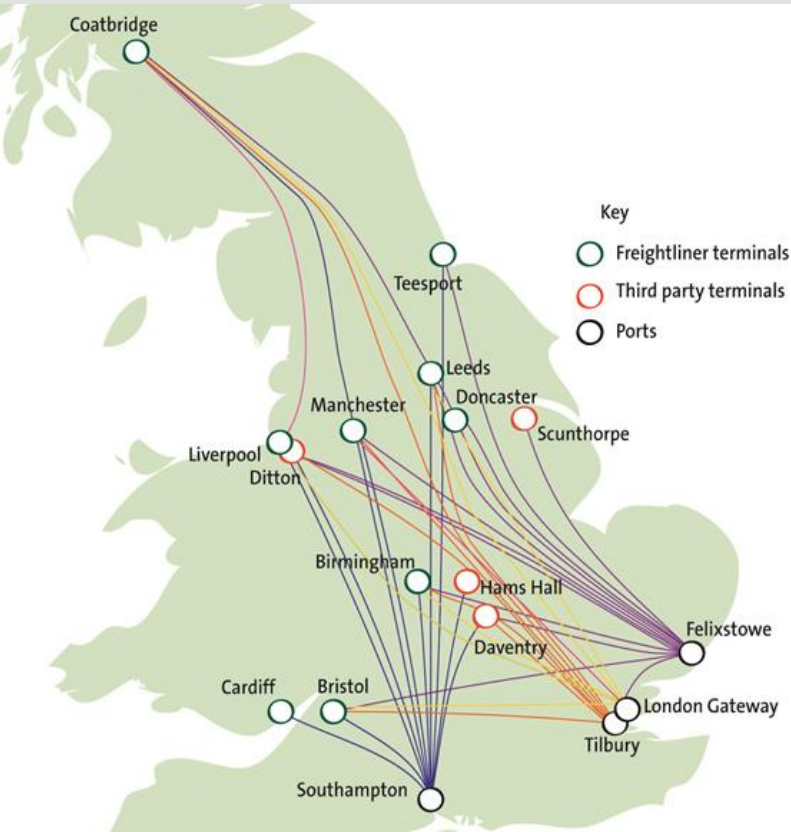 Coatbridge
Key
Freightliner terminals
Teesport
Third party terminals
Ports
Leeds
Doncaster
Manchester
Scunthorpe
Liverpool
Ditton
Birmingham
Hams Hall
Felixstowe
Daventry
Cardiff
Bristol
London Gateway
Tilbury
Southampton